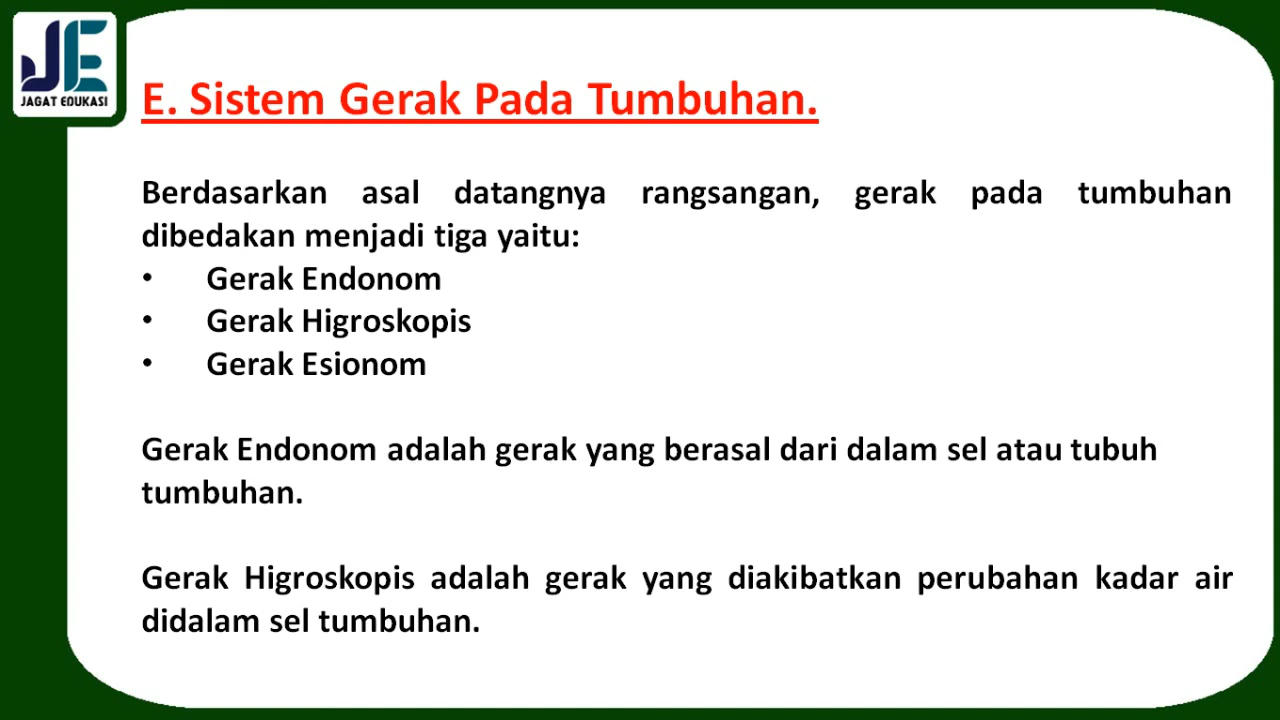 JE
JAGAT EDUKASI
E. Sistem Gerak Pada Tumbuhan.
Berdasarkan asal datangnya rangsangan, gerak pada tumbuhan
dibedakan menjadi tiga yaitu:
• Gerak Endonom
• Gerak Higroskopis
• Gerak Esionom
Gerak Endonom adalah gerak yang berasal dari dalam sel atau tubuh
tumbuhan.
Gerak Higroskopis adalah gerak yang diakibatkan perubahan kadar air
didalam sel tumbuhan.